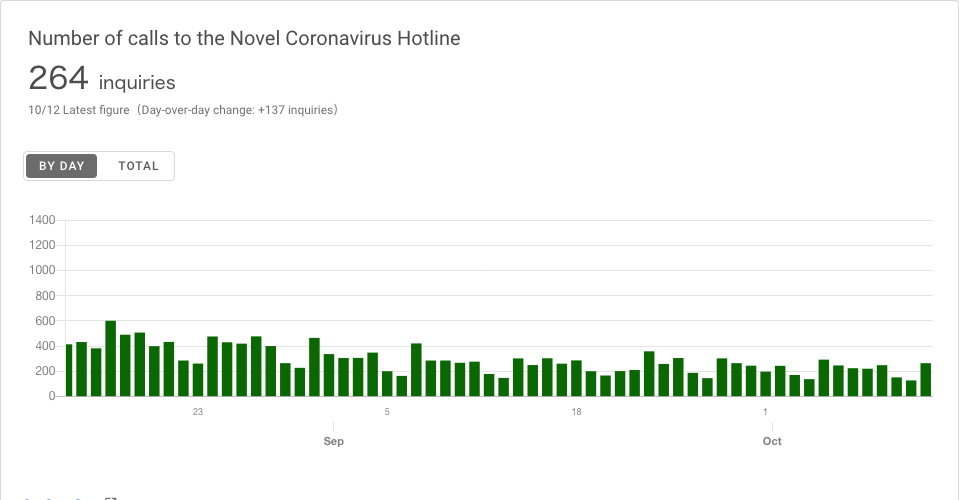 Number of calls to the Novel Coronavirus Hotline
264 inquiries
10/12 Latest figure（Day-over-day change: +137 inquiries）
BY DAY TOTAL
1400
1200
1000
800
600
400
200
0
23 5 18 1
Sep Oct